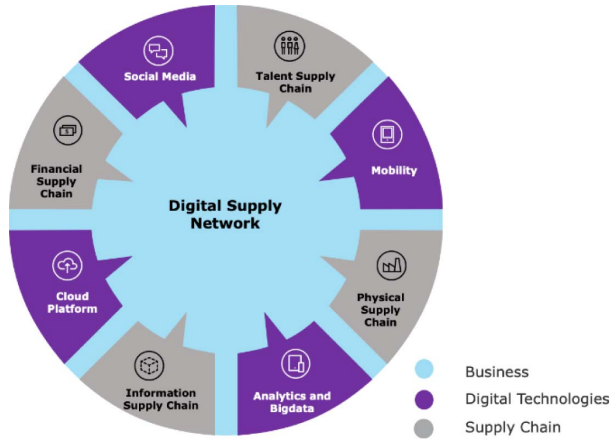 Social Media
Talent Supply
Chain
Mobility
Financial
Supply
Chain
Digital Supply
Network
Cloud
Platform
Physical
Supply
Chain
Information
Supply Chain
Analytics and
Bigdata
Business
Digital Technologies
Supply Chain